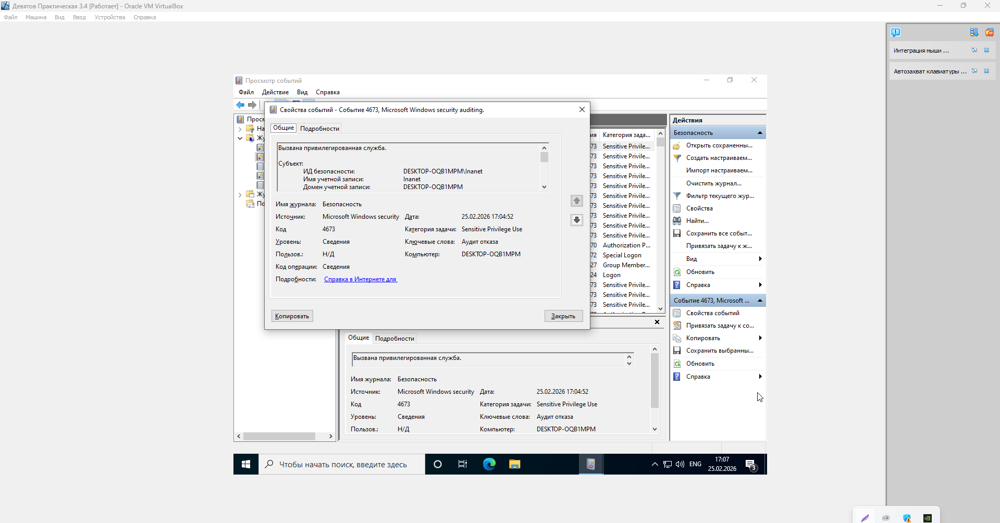 Девятов Практическая 3.4 [Работает] - Oracle VM VirtualBox
Файл Машина Вид Ввод Устройства Справка
Интеграция мыши ...
Автозахват клавиатуры ...
Просмотр событий
Файл Действие Вид Справка
Свойства событий - Событие 4673, Microsoft Windows security auditing.
Общие Подробности
Вызвана привилегированная служба.
Субъект:
ИД безопасности: DESKTOP-OQB1MPM\Inanet
Имя учетной записи: Inanet
Домен учетной записи: DESKTOP-OQB1MPM
Имя журнала: Безопасность
Источник: Microsoft Windows security Дата: 25.02.2026 17:04:52
Код 4673 Категория задачи: Sensitive Privilege Use
Уровень: Сведения Ключевые слова: Аудит отказа
Пользов.: Н/Д Компьютер: DESKTOP-OQB1MPM
Код операции: Сведения
Подробности: Справка в Интернете для
Копировать Закрыть
Просм
На
Жу
Жу
По
ия Категория зада...
73 Sensitive Privile...
73 Sensitive Privile...
73 Sensitive Privile...
73 Sensitive Privile...
73 Sensitive Privile...
73 Sensitive Privile...
73 Sensitive Privile...
73 Sensitive Privile...
73 Sensitive Privile...
73 Sensitive Privile...
70 Authorization P...
72 Special Logon
27 Group Member...
24 Logon
73 Sensitive Privile...
73 Sensitive Privile...
73 Sensitive Privile...
Общие Подробности
Вызвана привилегированная служба.
Имя журнала: Безопасность
Источник: Microsoft Windows security Дата: 25.02.2026 17:04:52
Код 4673 Категория задачи: Sensitive Privilege Use
Уровень: Сведения Ключевые слова: Аудит отказа
Пользов.: Н/Д Компьютер: DESKTOP-OQB1MPM
Действия
Безопасность
Открыть сохраненны...
Создать настраиваем...
Импорт настраиваем...
Очистить журнал...
Фильтр текущего жур...
Свойства
Найти...
Сохранить все событ...
Привязать задачу к ж...
Вид
Обновить
Справка
Событие 4673, Microsoft ...
Свойства событий
Привязать задачу к со...
Копировать
Сохранить выбранны...
Обновить
Справка
Чтобы начать поиск, введите здесь
ENG
17:07
25.02.2026
3